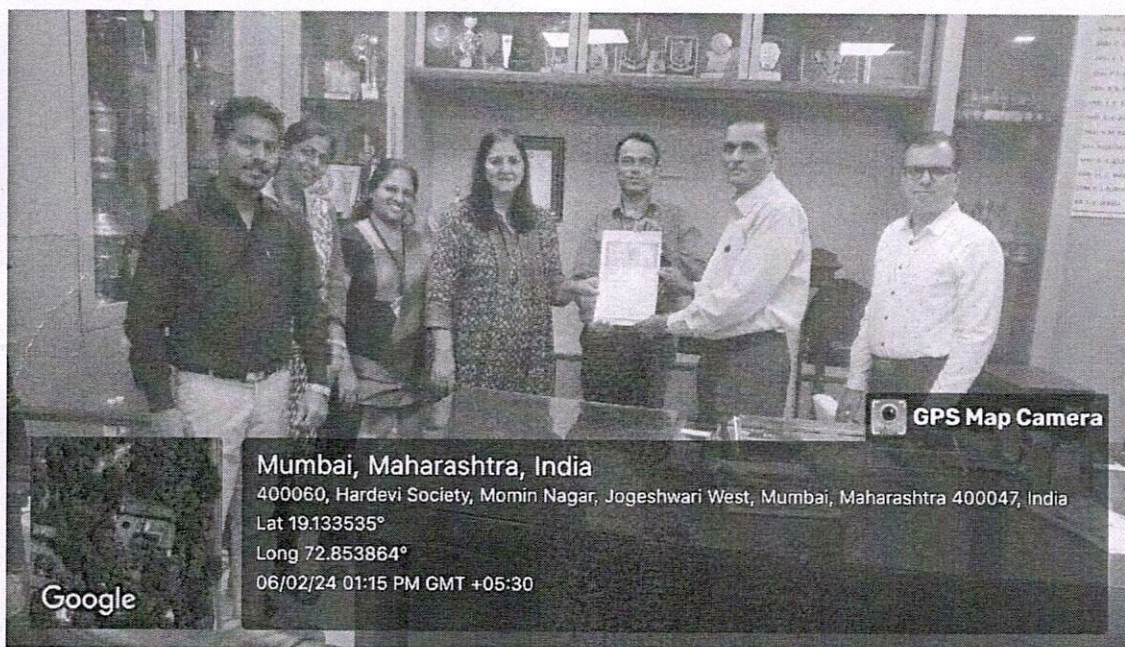 GPS Map Camera
Mumbai, Maharashtra, India
400060, Hardevi Society, Momin Nagar, Jogeshwari West, Mumbai, Maharashtra 400047, India
Lat 19.133535°
Long 72.853864°
06/02/24 01:15 PM GMT +05:30
Google